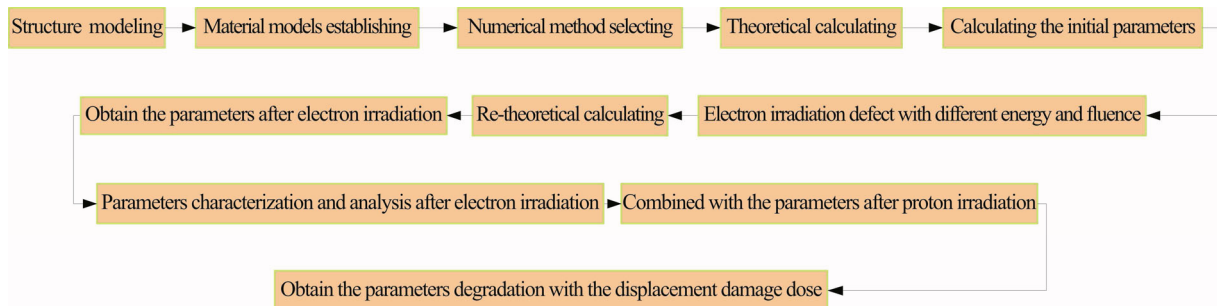 Structure modeling
Material models establishing
Numerical method selecting
Theoretical calculating
Calculating the initial parameters
Electron irradiation defect with different energy and fluence
Re-theoretical calculating
Obtain the parameters after electron irradiation
Parameters characterization and analysis after electron irradiation
Combined with the parameters after proton irradiation
Obtain the parameters degradation with the displacement damage dose